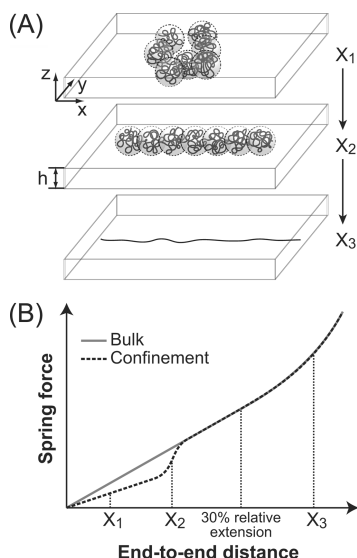 (A)
z
y
x
X1
X2
h
X3
(B)
Bulk
Confinement
Spring force
X1
X2
30% relative
extension
X3
End-to-end distance